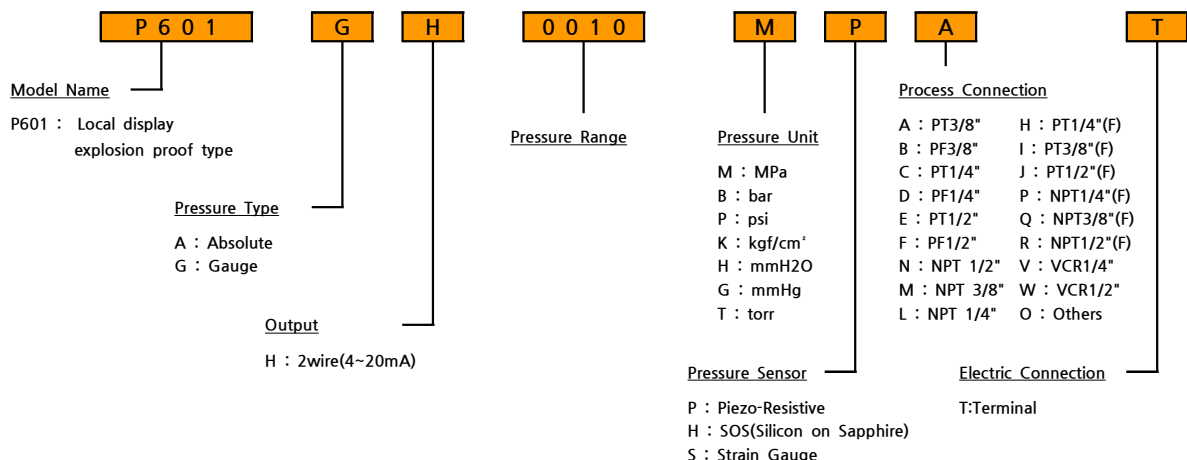 P601 G H 0010 M P A T
Model Name
P601 : Local display
explosion proof type
Pressure Type
A : Absolute
G : Gauge
Output
H : 2wire(4~20mA)
Pressure Range
Pressure Unit
M : MPa
B : bar
P : psi
K : kgf/cm²
H : mmH2O
G : mmHg
T : torr
Pressure Sensor
P : Piezo-Resistive
H : SOS(Silicon on Sapphire)
S : Strain Gauge
Process Connection
A : PT3/8" H : PT1/4"(F)
B : PF3/8" I : PT3/8"(F)
C : PT1/4" J : PT1/2"(F)
D : PF1/4" P : NPT1/4"(F)
E : PT1/2" Q : NPT3/8"(F)
F : PF1/2" R : NPT1/2"(F)
N : NPT 1/2" V : VCR1/4"
M : NPT 3/8" W : VCR1/2"
L : NPT 1/4" O : Others
Electric Connection
T:Terminal